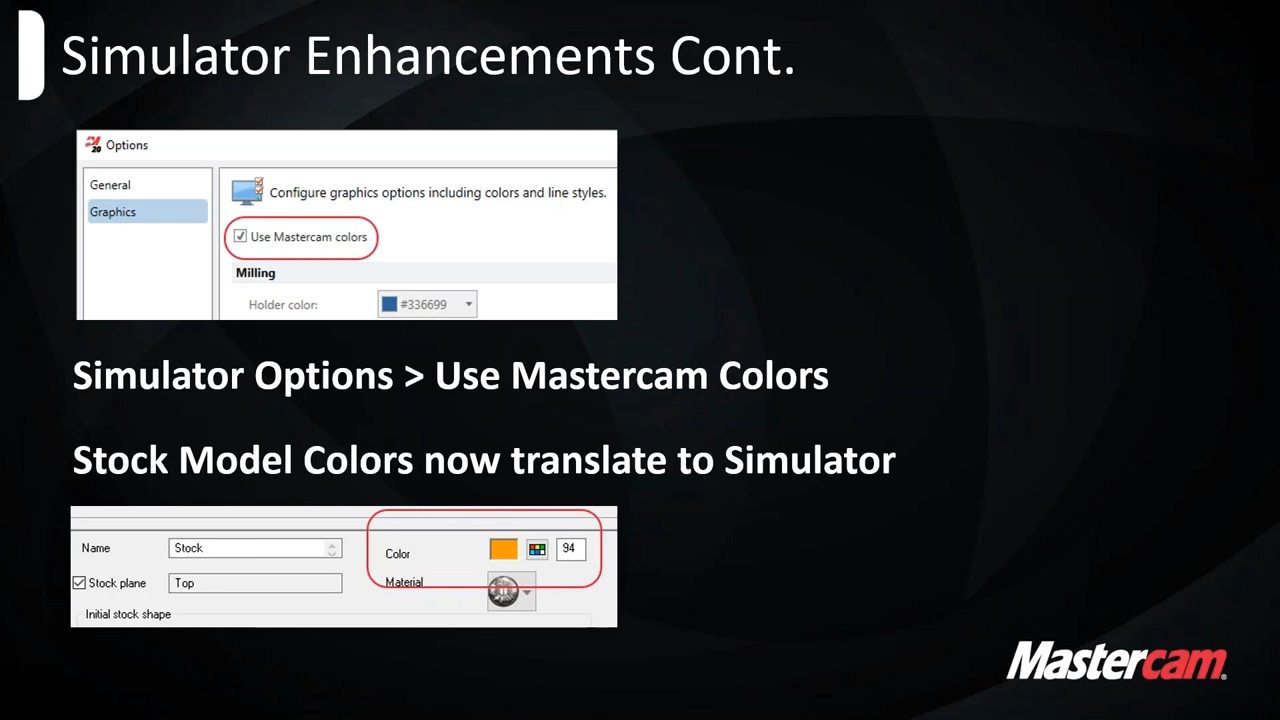 Simulator Enhancements Cont.
20 Options
General
Configure graphics options including colors and line styles.
Graphics
Use Mastercam colors
Milling
Holder color: #336699
Simulator Options > Use Mastercam Colors
Stock Model Colors now translate to Simulator
Name Stock Color 94
Stock plane Top Material
Initial stock shape
Mastercam®